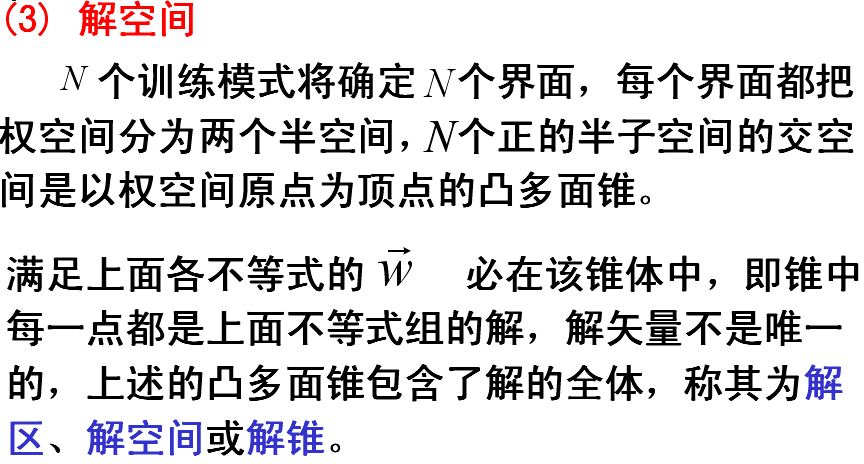 (3) 解空间
N 个训练模式将确定 N个界面，每个界面都把
权空间分为两个半空间，N个正的半子空间的交空
间是以权空间原点为顶点的凸多面锥。
满足上面各不等式的 w⃗ 必在该锥体中，即锥中
每一点都是上面不等式组的解，解矢量不是唯一
的，上述的凸多面锥包含了解的全体，称其为解
区、解空间或解锥。